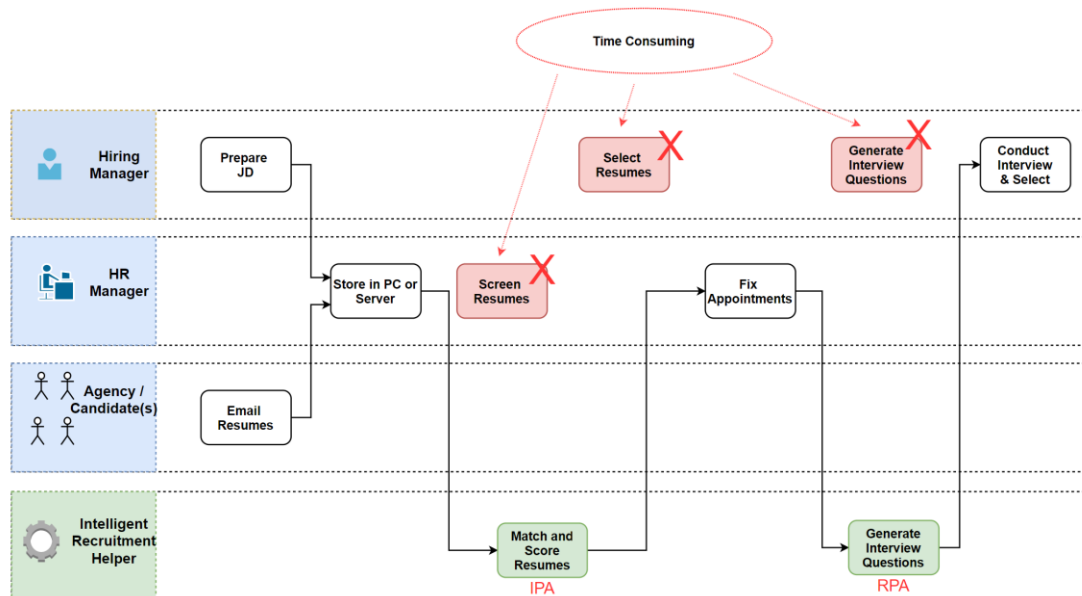 Time Consuming
Hiring
Manager
Prepare
JD
Select
Resumes
X
Generate
Interview
Questions
X
Conduct
Interview
& Select
HR
Manager
Store in PC or
Server
Screen
Resumes
X
Fix
Appointments
Agency /
Candidate(s)
Email
Resumes
Intelligent
Recruitment
Helper
Match and
Score
Resumes
IPA
Generate
Interview
Questions
RPA